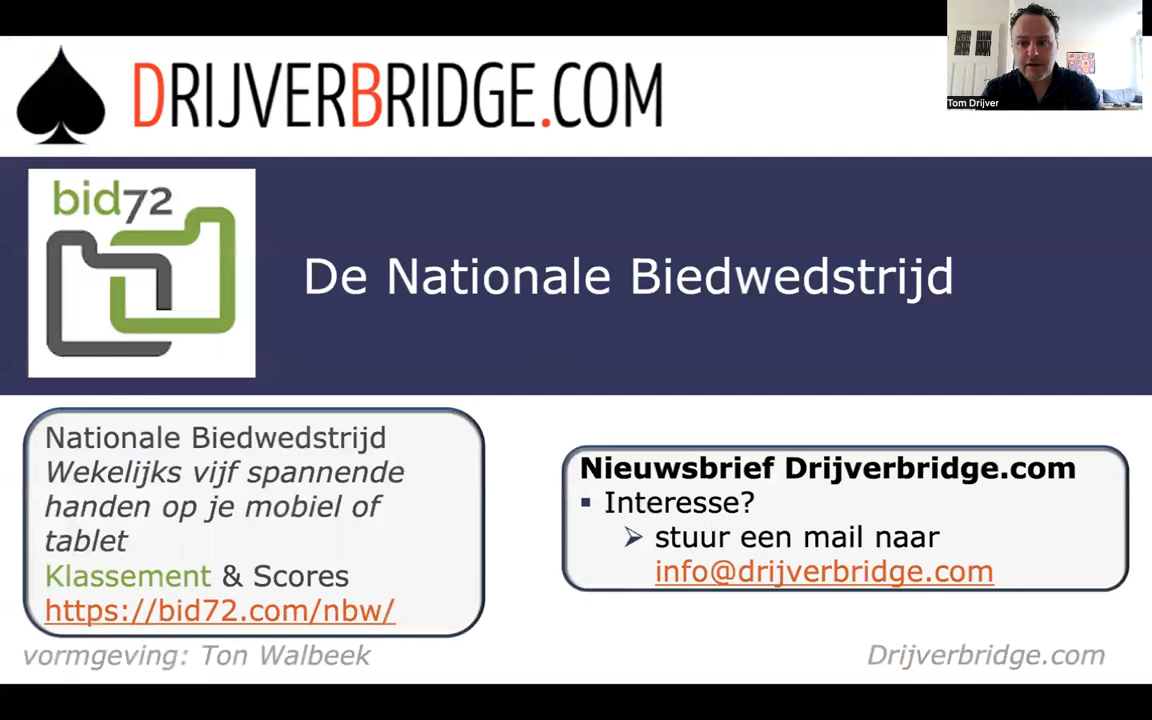 DRIJVERBRIDGE.COM
Tom Drijver
bid72
De Nationale Biedwedstrijd
Nationale Biedwedstrijd
Wekelijks vijf spannende
handen op je mobiel of
tablet
Klassement & Scores
https://bid72.com/nbw/
Nieuwsbrief Drijverbridge.com
Interesse?
stuur een mail naar
info@drijverbridge.com
vormgeving: Ton Walbeek
Drijverbridge.com